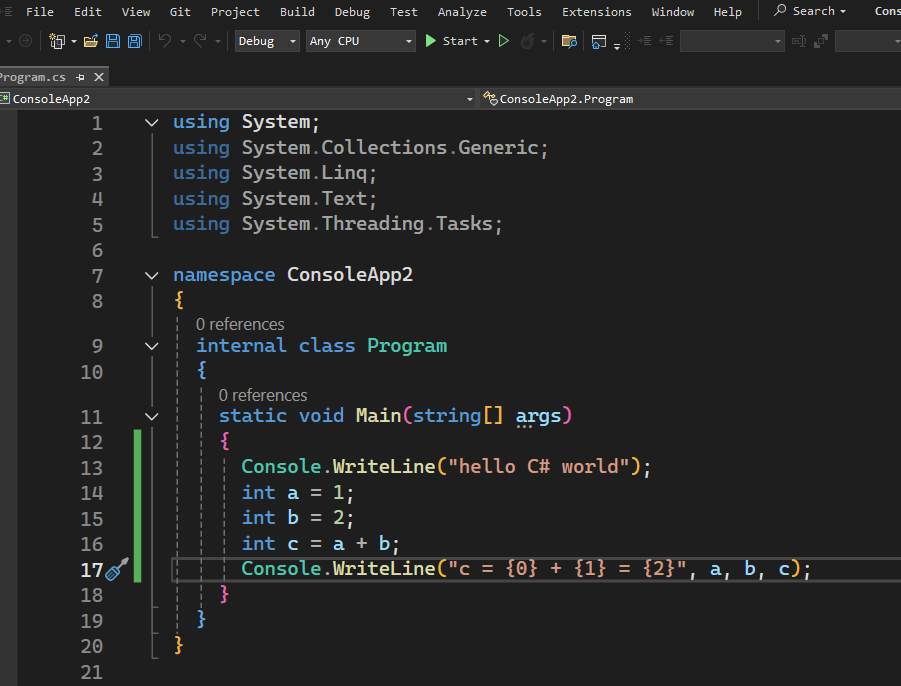 File Edit View Git Project Build Debug Test Analyze Tools Extensions Window Help Search Cons
Debug Any CPU Start
Program.cs
ConsoleApp2 ConsoleApp2.Program
1 using System;
2 using System.Collections.Generic;
3 using System.Linq;
4 using System.Text;
5 using System.Threading.Tasks;
6
7 namespace ConsoleApp2
8 {
0 references
9 internal class Program
10 {
0 references
11 static void Main(string[] args)
12 {
13 Console.WriteLine("hello C# world");
14 int a = 1;
15 int b = 2;
16 int c = a + b;
17 Console.WriteLine("c = {0} + {1} = {2}", a, b, c);
18 }
19 }
20 }
21